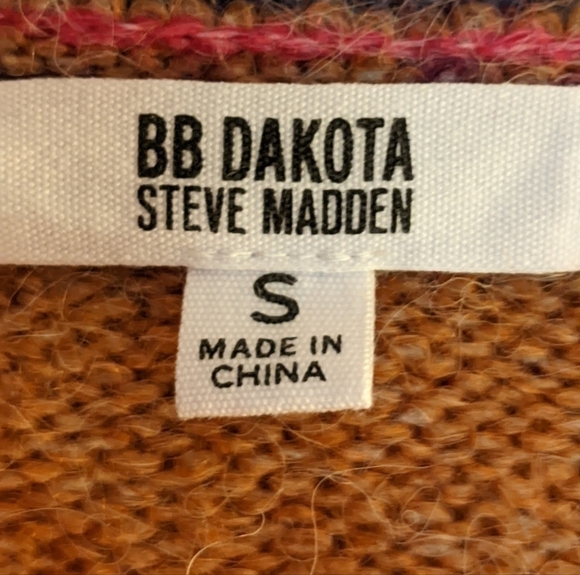 BB DAKOTA
STEVE MADDEN
S
MADE IN
CHINA